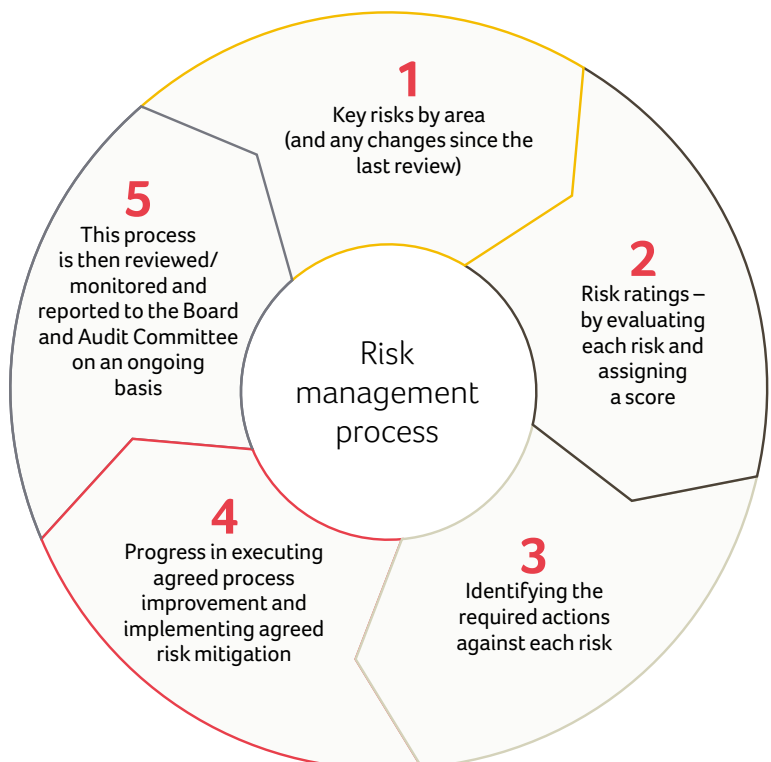 1
Key risks by area
(and any changes since the
last review)
2
Risk ratings –
by evaluating
each risk and
assigning
a score
3
Identifying the
required actions
against each risk
4
Progress in executing
agreed process
improvement and
implementing agreed
risk mitigation
5
This process
is then reviewed/
monitored and
reported to the Board
and Audit Committee
on an ongoing
basis
Risk
management
process